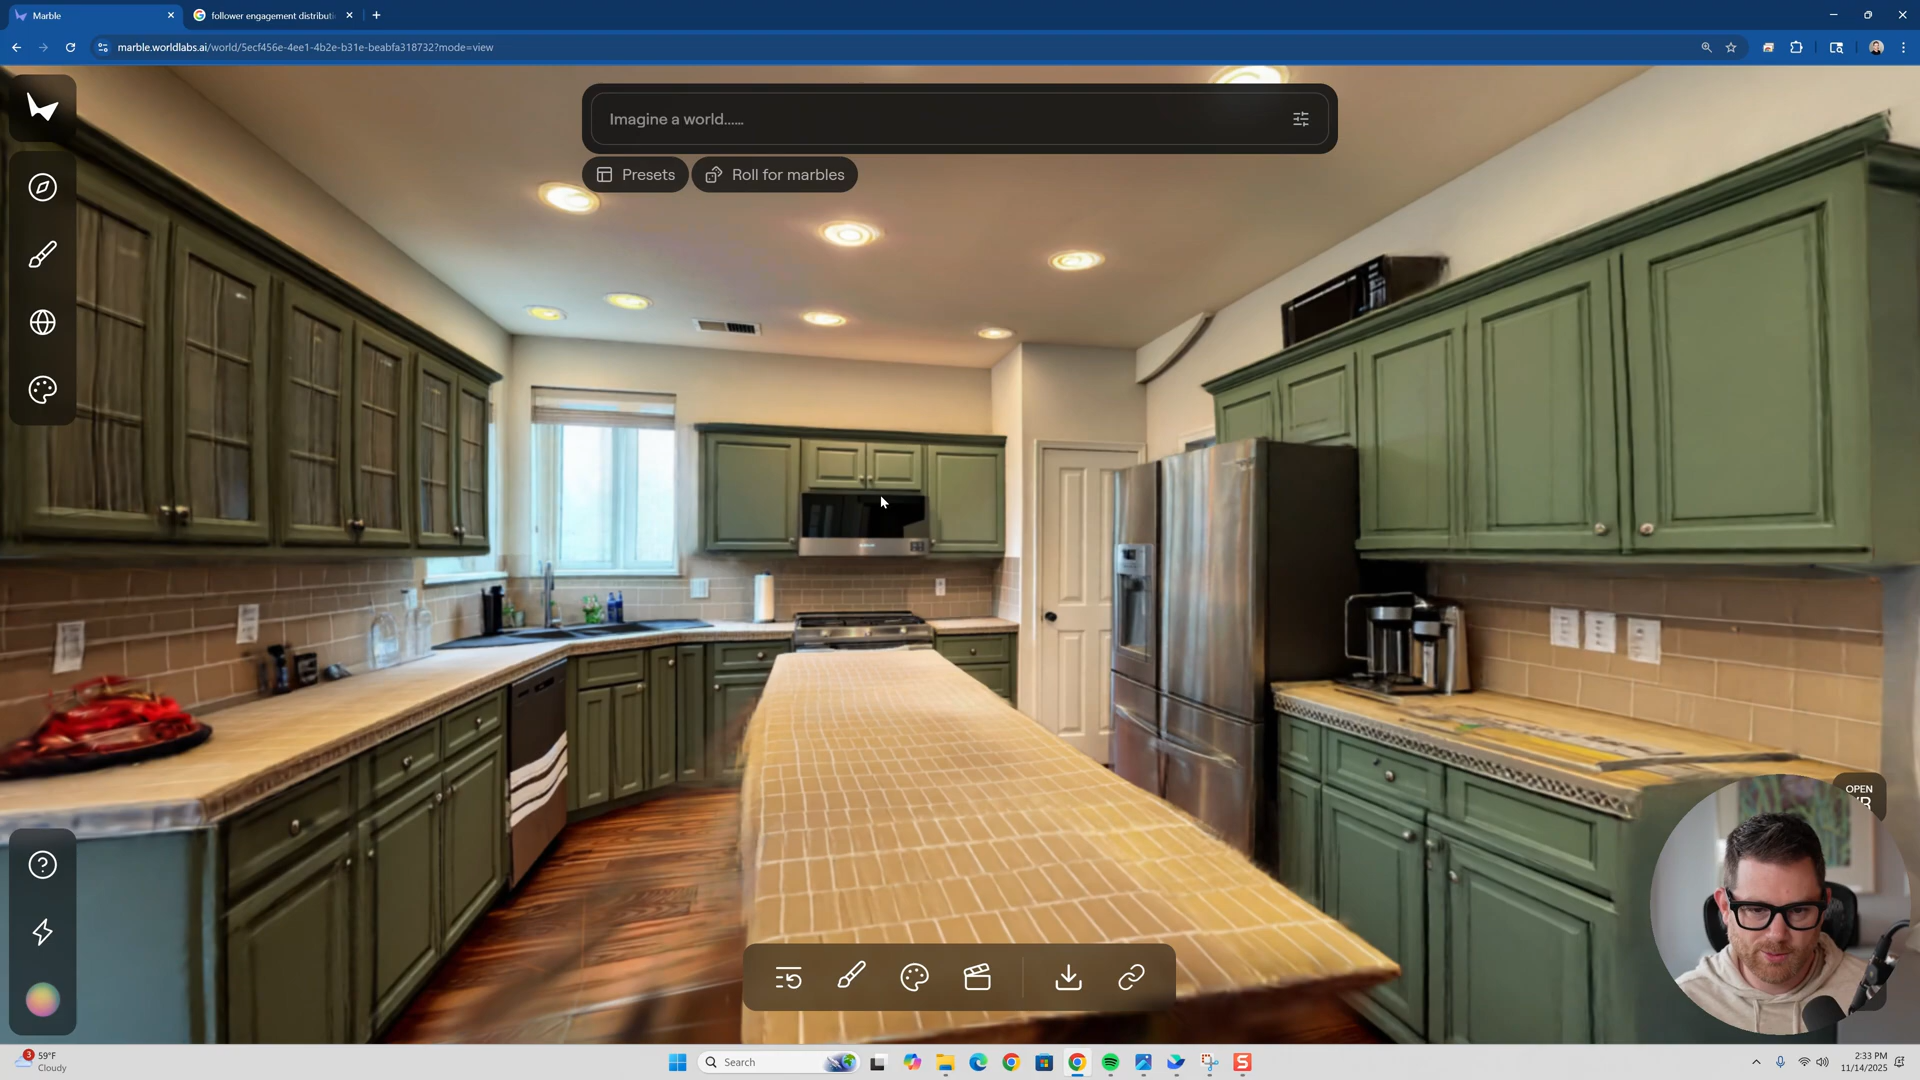 Marble
follower engagement distributi
marble.worldlabs.ai/world/5ecf456e-4ee1-4b2e-b31e-beabfa318732?mode=view
Imagine a world......
Presets
Roll for marbles
OPEN
3
59°F
Cloudy
Search
2:33 PM
11/14/2025